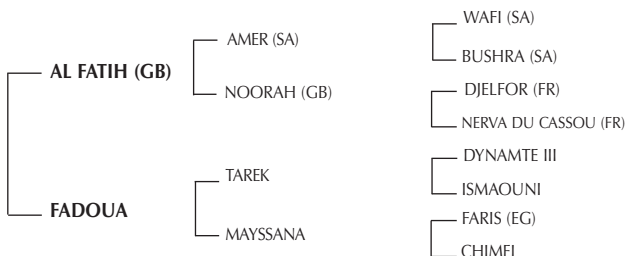 WAFI (SA)
AMER (SA)
BUSHRA (SA)
AL FATIH (GB)
NOORAH (GB)
DJELFOR (FR)
NERVA DU CASSOU (FR)
TAREK
DYNAMTE III
ISMAOUNI
FADOUA
MAYSSANA
FARIS (EG)
CHIMFI